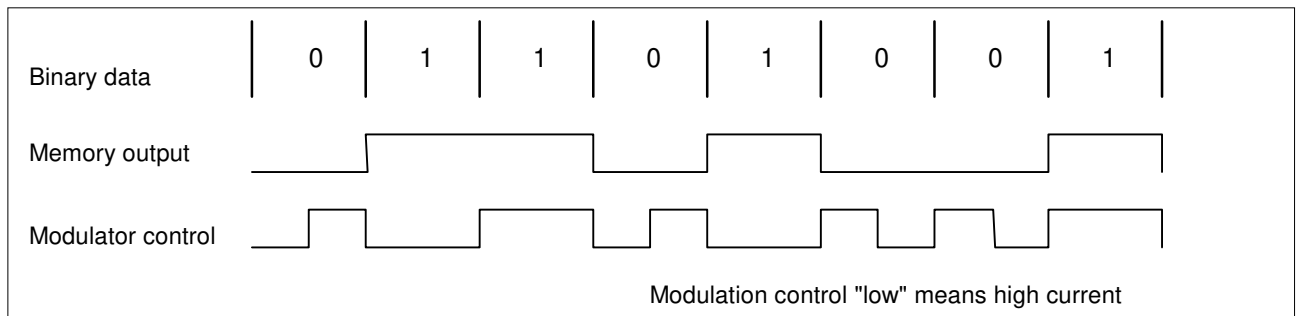 0 1 1 0 1 0 0 1
Binary data
Memory output
Modulator control
Modulation control "low" means high current